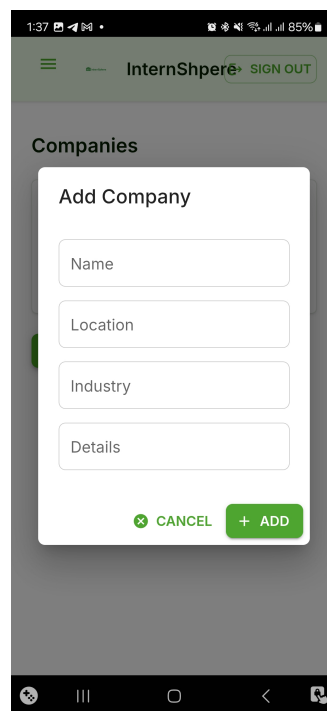 1:37 85%
InternShpere SIGN OUT
Companies
Add Company
Name
Location
Industry
Details
CANCEL + ADD